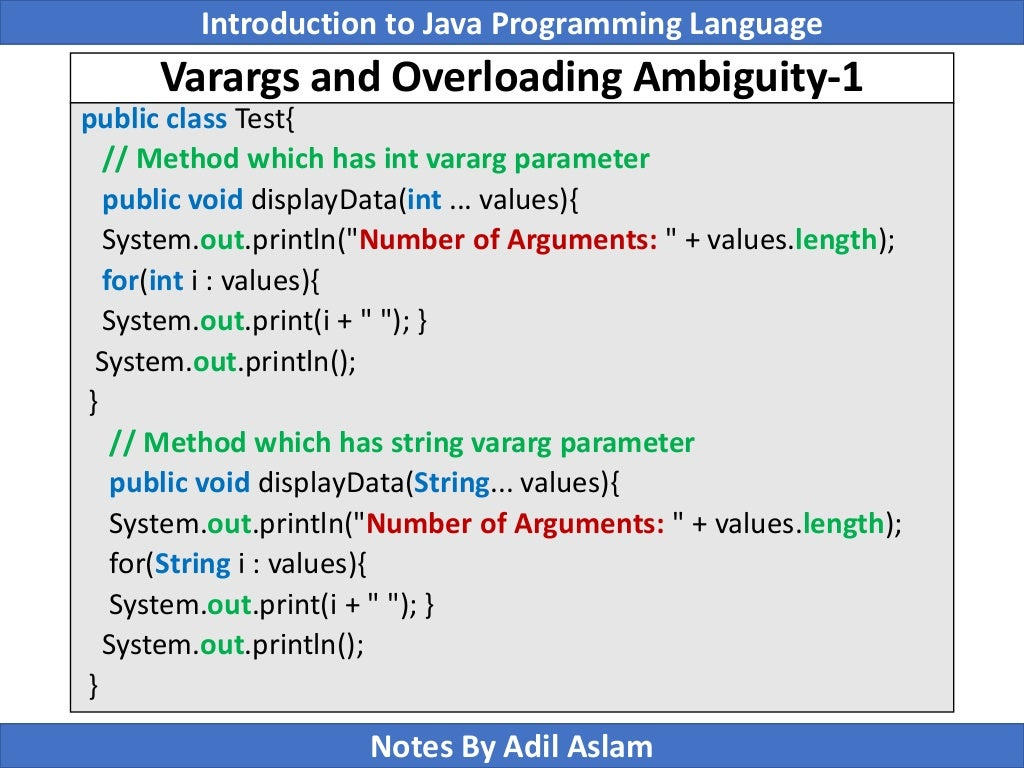 Introduction to Java Programming Language
Varargs and Overloading Ambiguity-1
public class Test{
// Method which has int vararg parameter
public void displayData(int ... values){
System.out.println("Number of Arguments: " + values.length);
for(int i : values){
System.out.print(i + " "); }
System.out.println();
}
// Method which has string vararg parameter
public void displayData(String... values){
System.out.println("Number of Arguments: " + values.length);
for(String i : values){
System.out.print(i + " "); }
System.out.println();
}
Notes By Adil Aslam